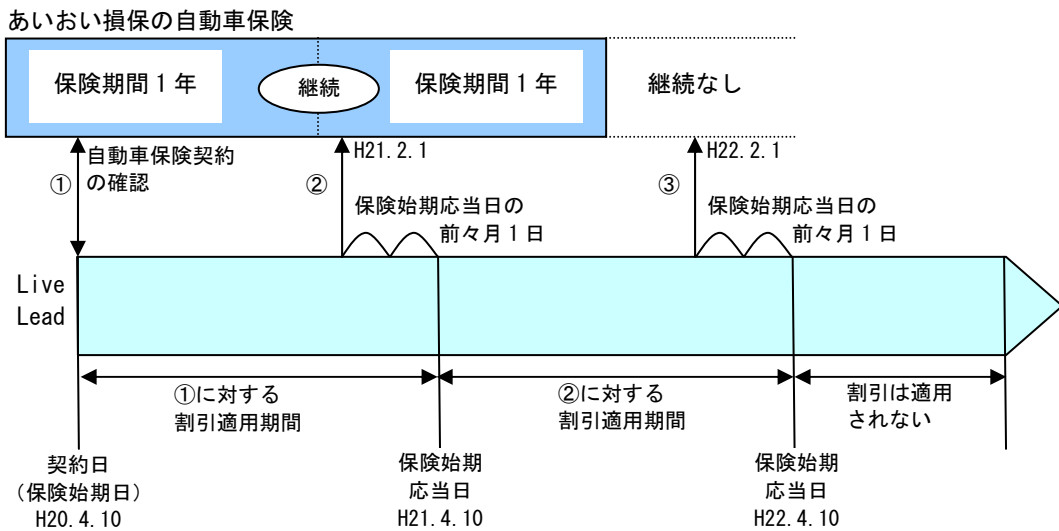 あいおい損保の自動車保険
保険期間１年
継続
保険期間１年
継続なし
①
自動車保険契約
の確認
②
H21.2.1
保険始期応当日の
前々月１日
③
H22.2.1
保険始期応当日の
前々月１日
Live
Lead
①に対する
割引適用期間
②に対する
割引適用期間
割引は適用
されない
契約日
（保険始期日）
H20.4.10
保険始期
応当日
H21.4.10
保険始期
応当日
H22.4.10